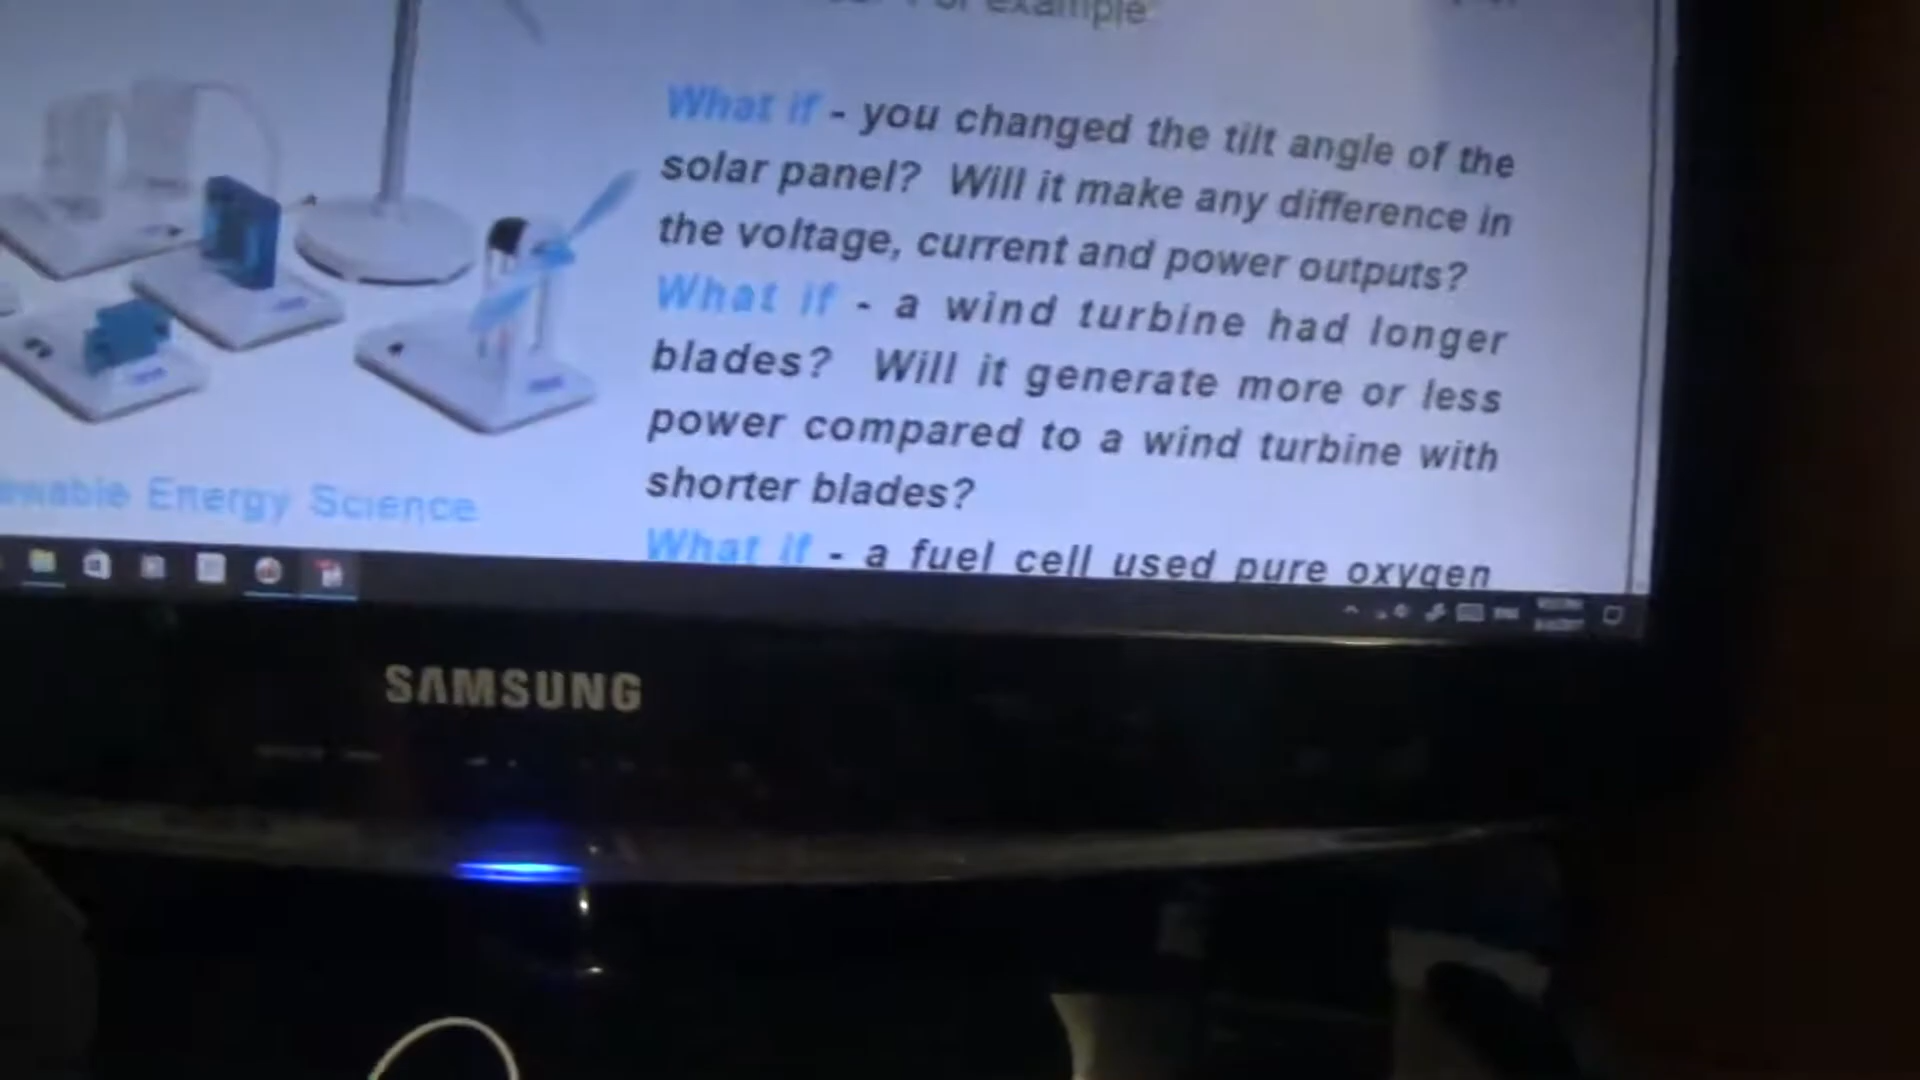 For example:
What if - you changed the tilt angle of the
solar panel? Will it make any difference in
the voltage, current and power outputs?
What if - a wind turbine had longer
blades? Will it generate more or less
power compared to a wind turbine with
shorter blades?
What if - a fuel cell used pure oxygen
Energy Science
SAMSUNG